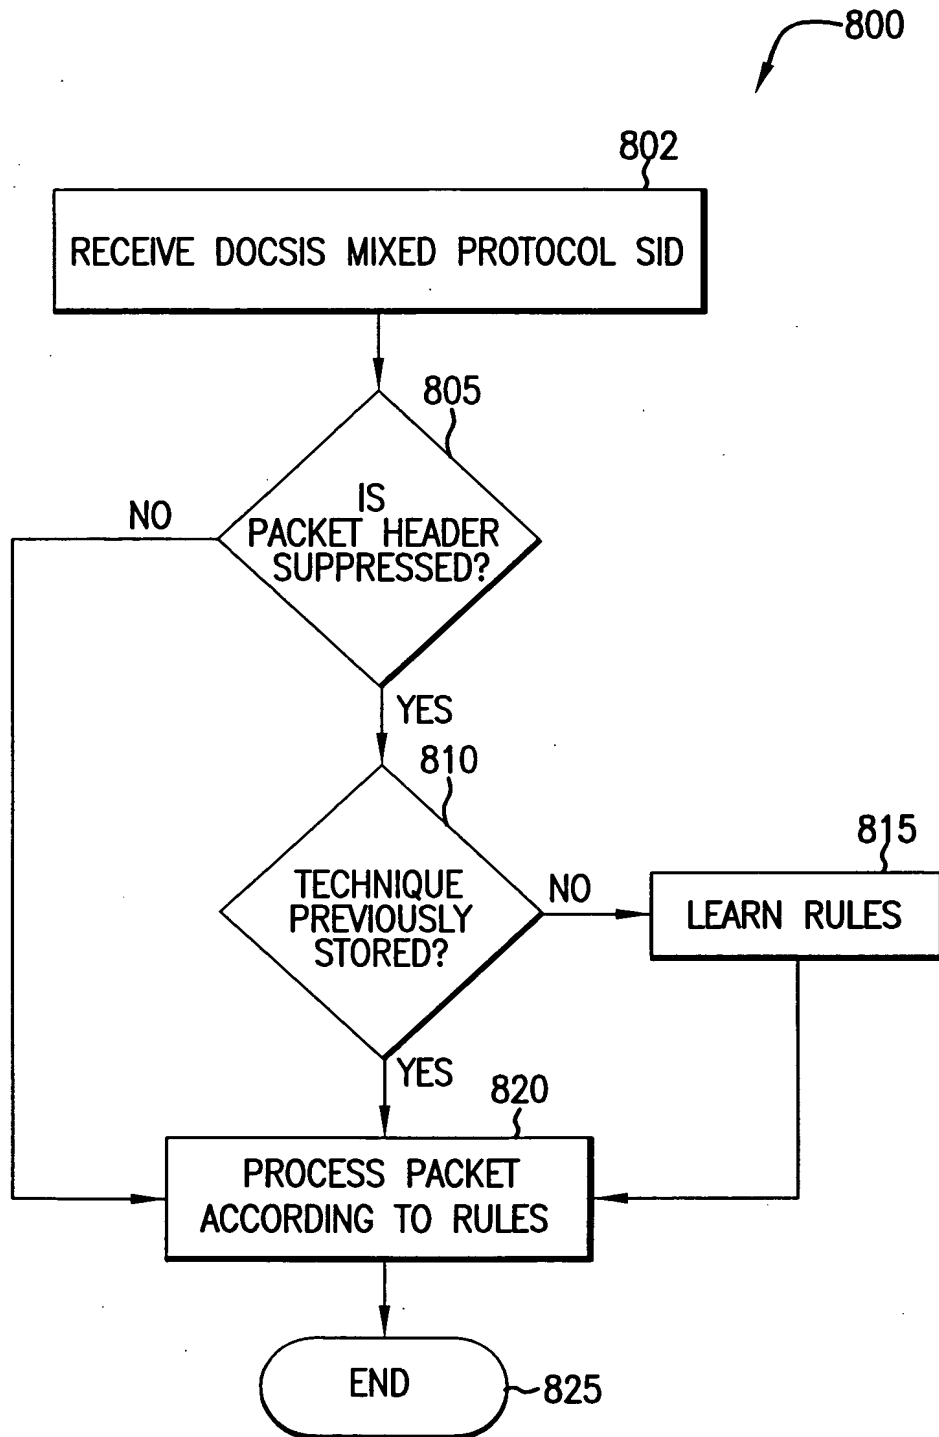 800
802
RECEIVE DOCSIS MIXED PROTOCOL SID
805
IS
PACKET HEADER
SUPPRESSED?
NO
YES
810
TECHNIQUE
PREVIOUSLY
STORED?
NO
815
LEARN RULES
YES
820
PROCESS PACKET
ACCORDING TO RULES
END
825